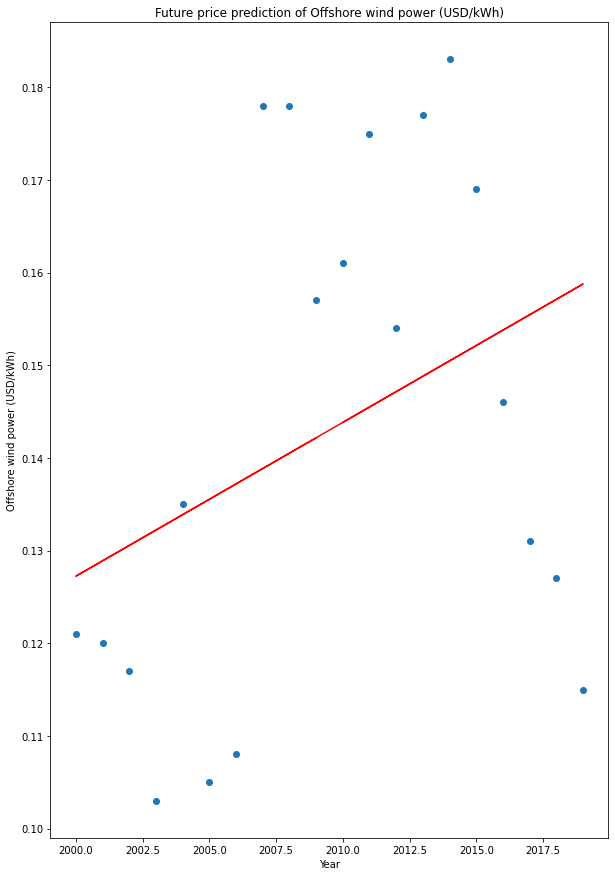 Future price prediction of Offshore wind power (USD/kWh)
Offshore wind power (USD/kWh)
0.18
0.17
0.16
0.15
0.14
0.13
0.12
0.11
0.10
2000.0 2002.5 2005.0 2007.5 2010.0 2012.5 2015.0 2017.5
Year